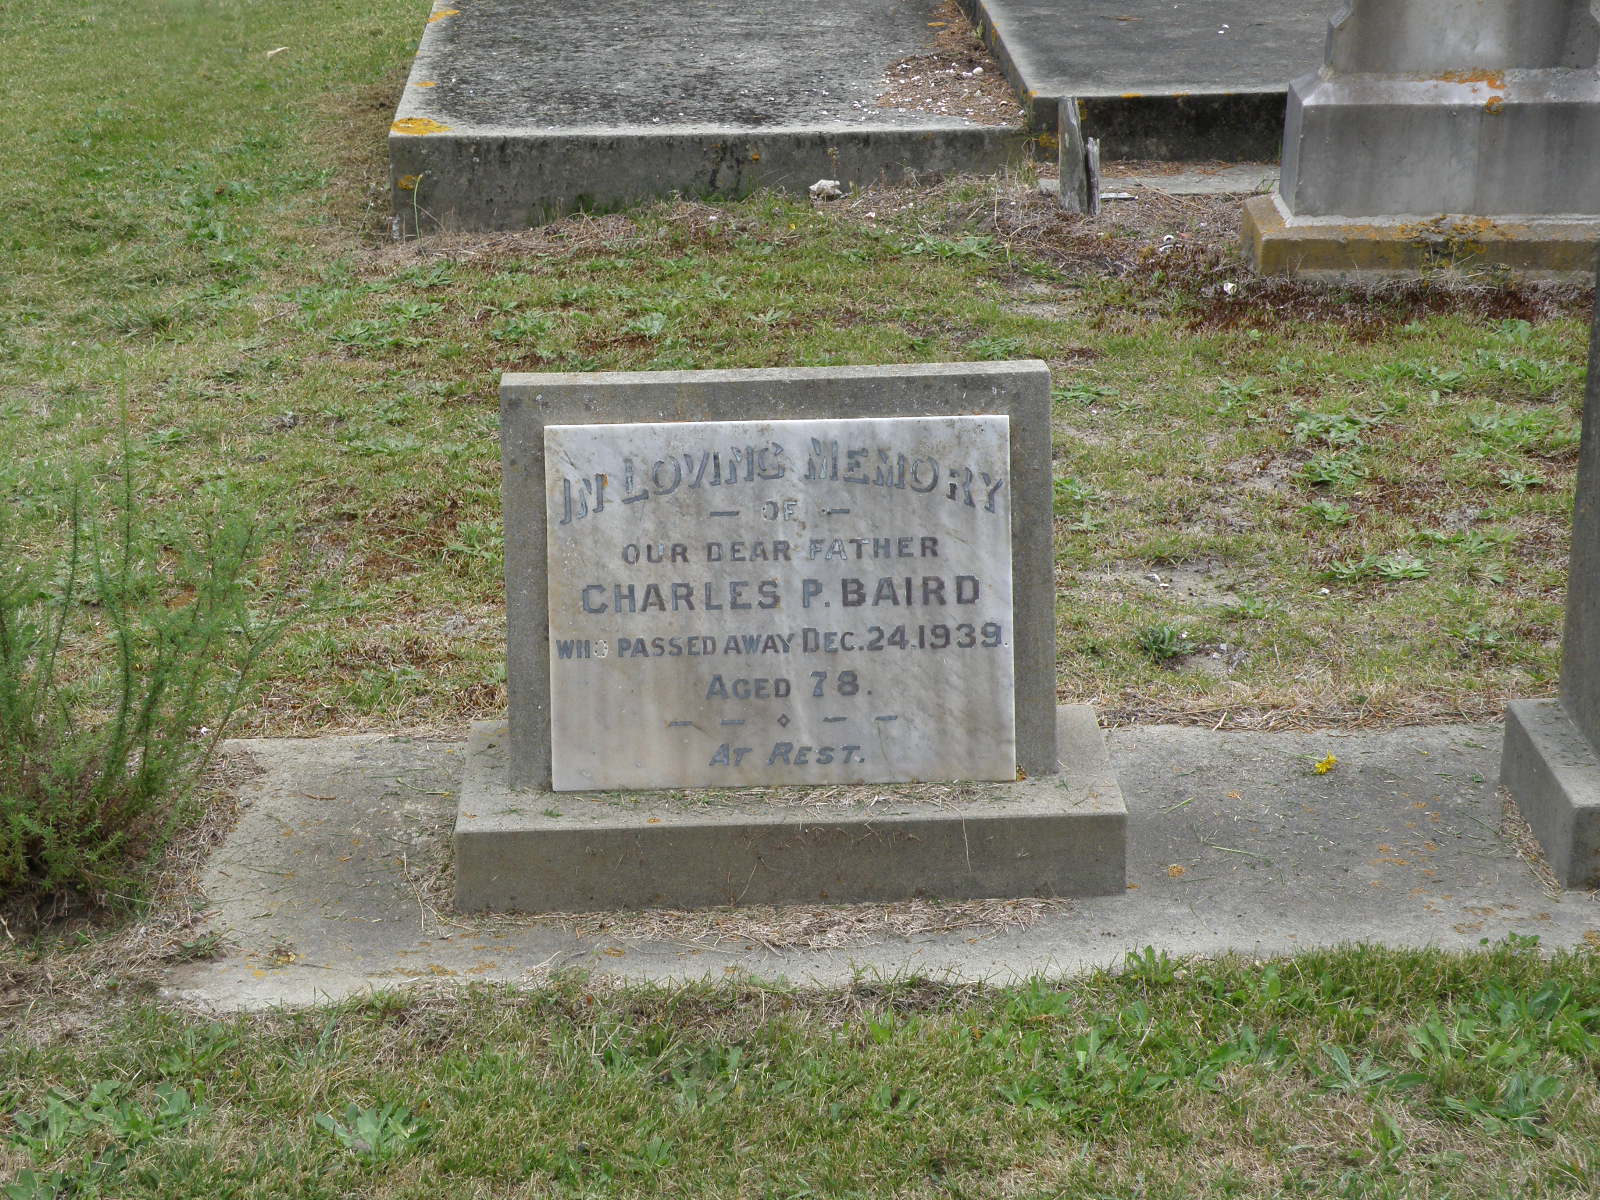 IN LOVING MEMORY
— OF —
OUR DEAR FATHER
CHARLES P. BAIRD
WHO PASSED AWAY DEC. 24. 1939.
AGED 78.
AT REST.